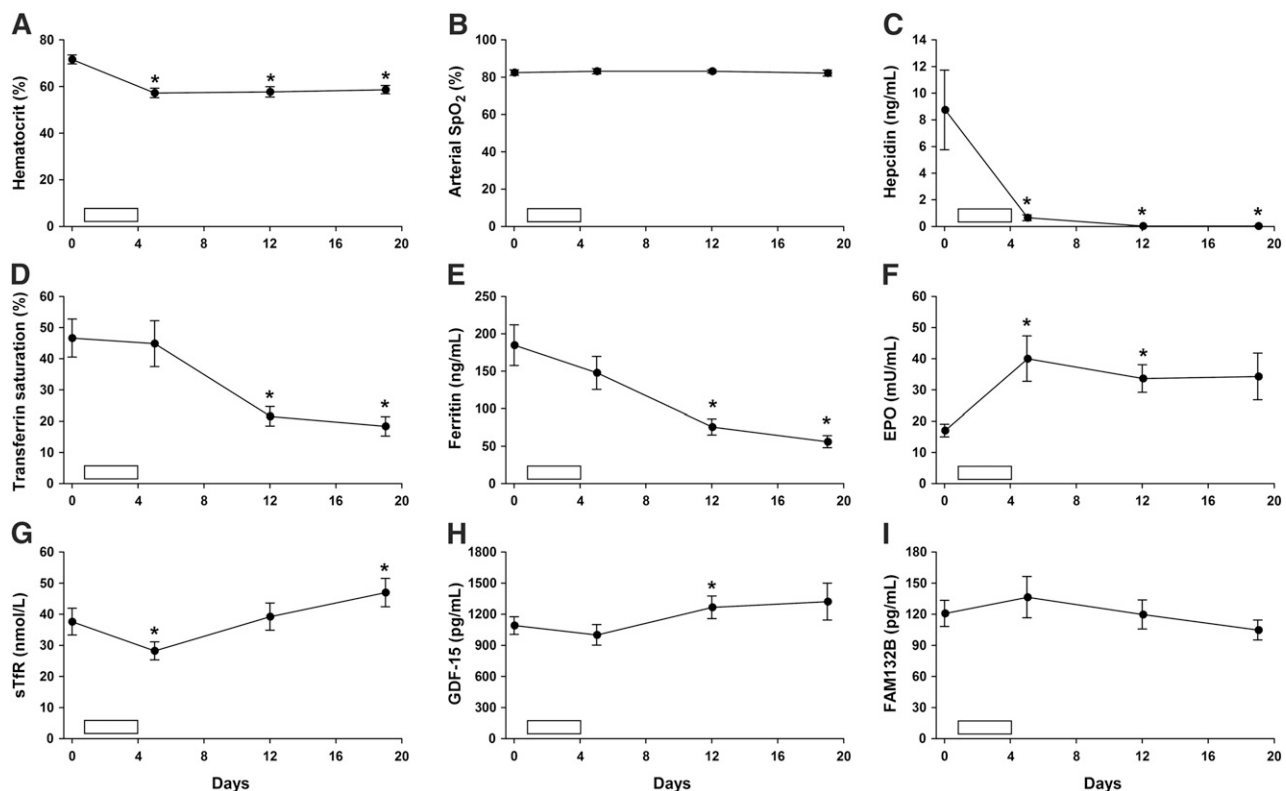 A
Hematocrit (%)
80
60
40
20
0
0 4 8 12 16 20
* * *
B
Arterial SpO2 (%)
100
80
60
40
20
0
0 4 8 12 16 20
C
Hepcidin (ng/mL)
14
12
10
8
6
4
2
0
0 4 8 12 16 20
* * *
D
Transferrin saturation (%)
60
50
40
30
20
10
0
0 4 8 12 16 20
* *
E
Ferritin (ng/mL)
250
200
150
100
50
0
0 4 8 12 16 20
* *
F
EPO (mU/mL)
60
50
40
30
20
10
0
0 4 8 12 16 20
* *
G
sTfR (nmol/L)
60
50
40
30
20
10
0
0 4 8 12 16 20
* *
Days
H
GDF-15 (pg/mL)
1800
1500
1200
900
600
300
0
0 4 8 12 16 20
*
Days
I
FAM132B (pg/mL)
180
150
120
90
60
30
0
0 4 8 12 16 20
Days